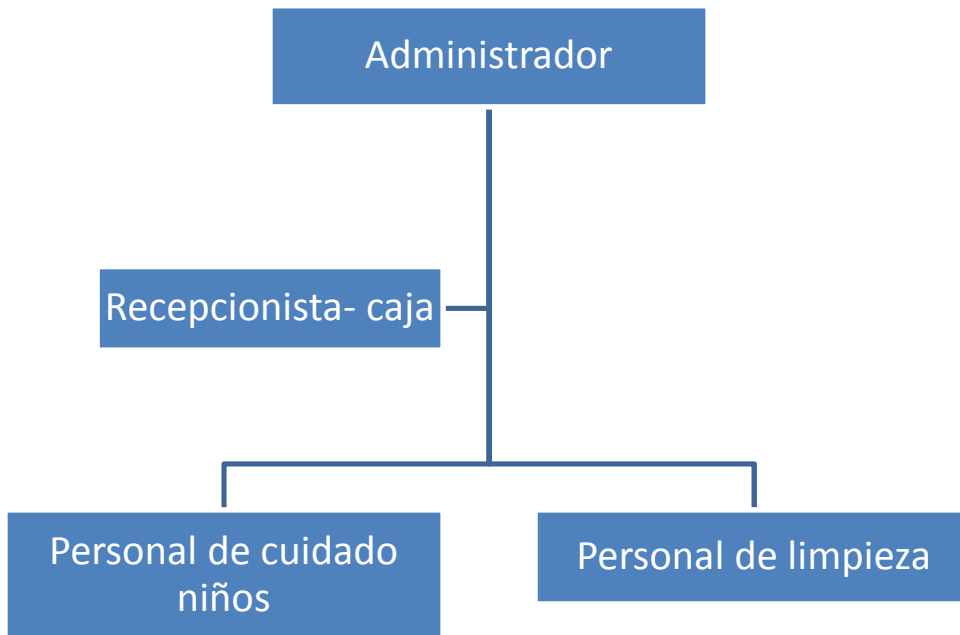 Administrador
Recepcionista- caja
Personal de cuidado
niños
Personal de limpieza